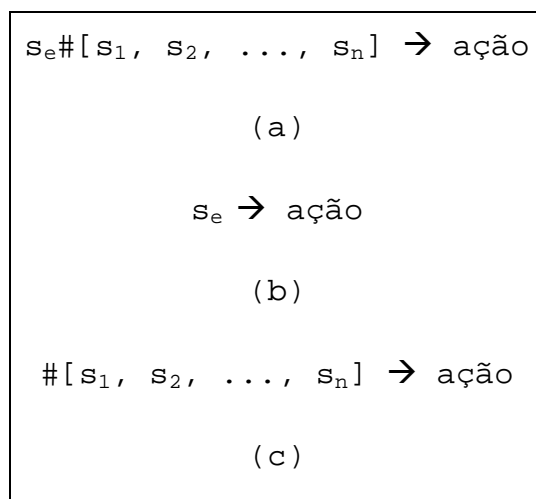 sₑ#[s₁, s₂, ..., sₙ] → ação
(a)
sₑ → ação
(b)
#[s₁, s₂, ..., sₙ] → ação
(c)